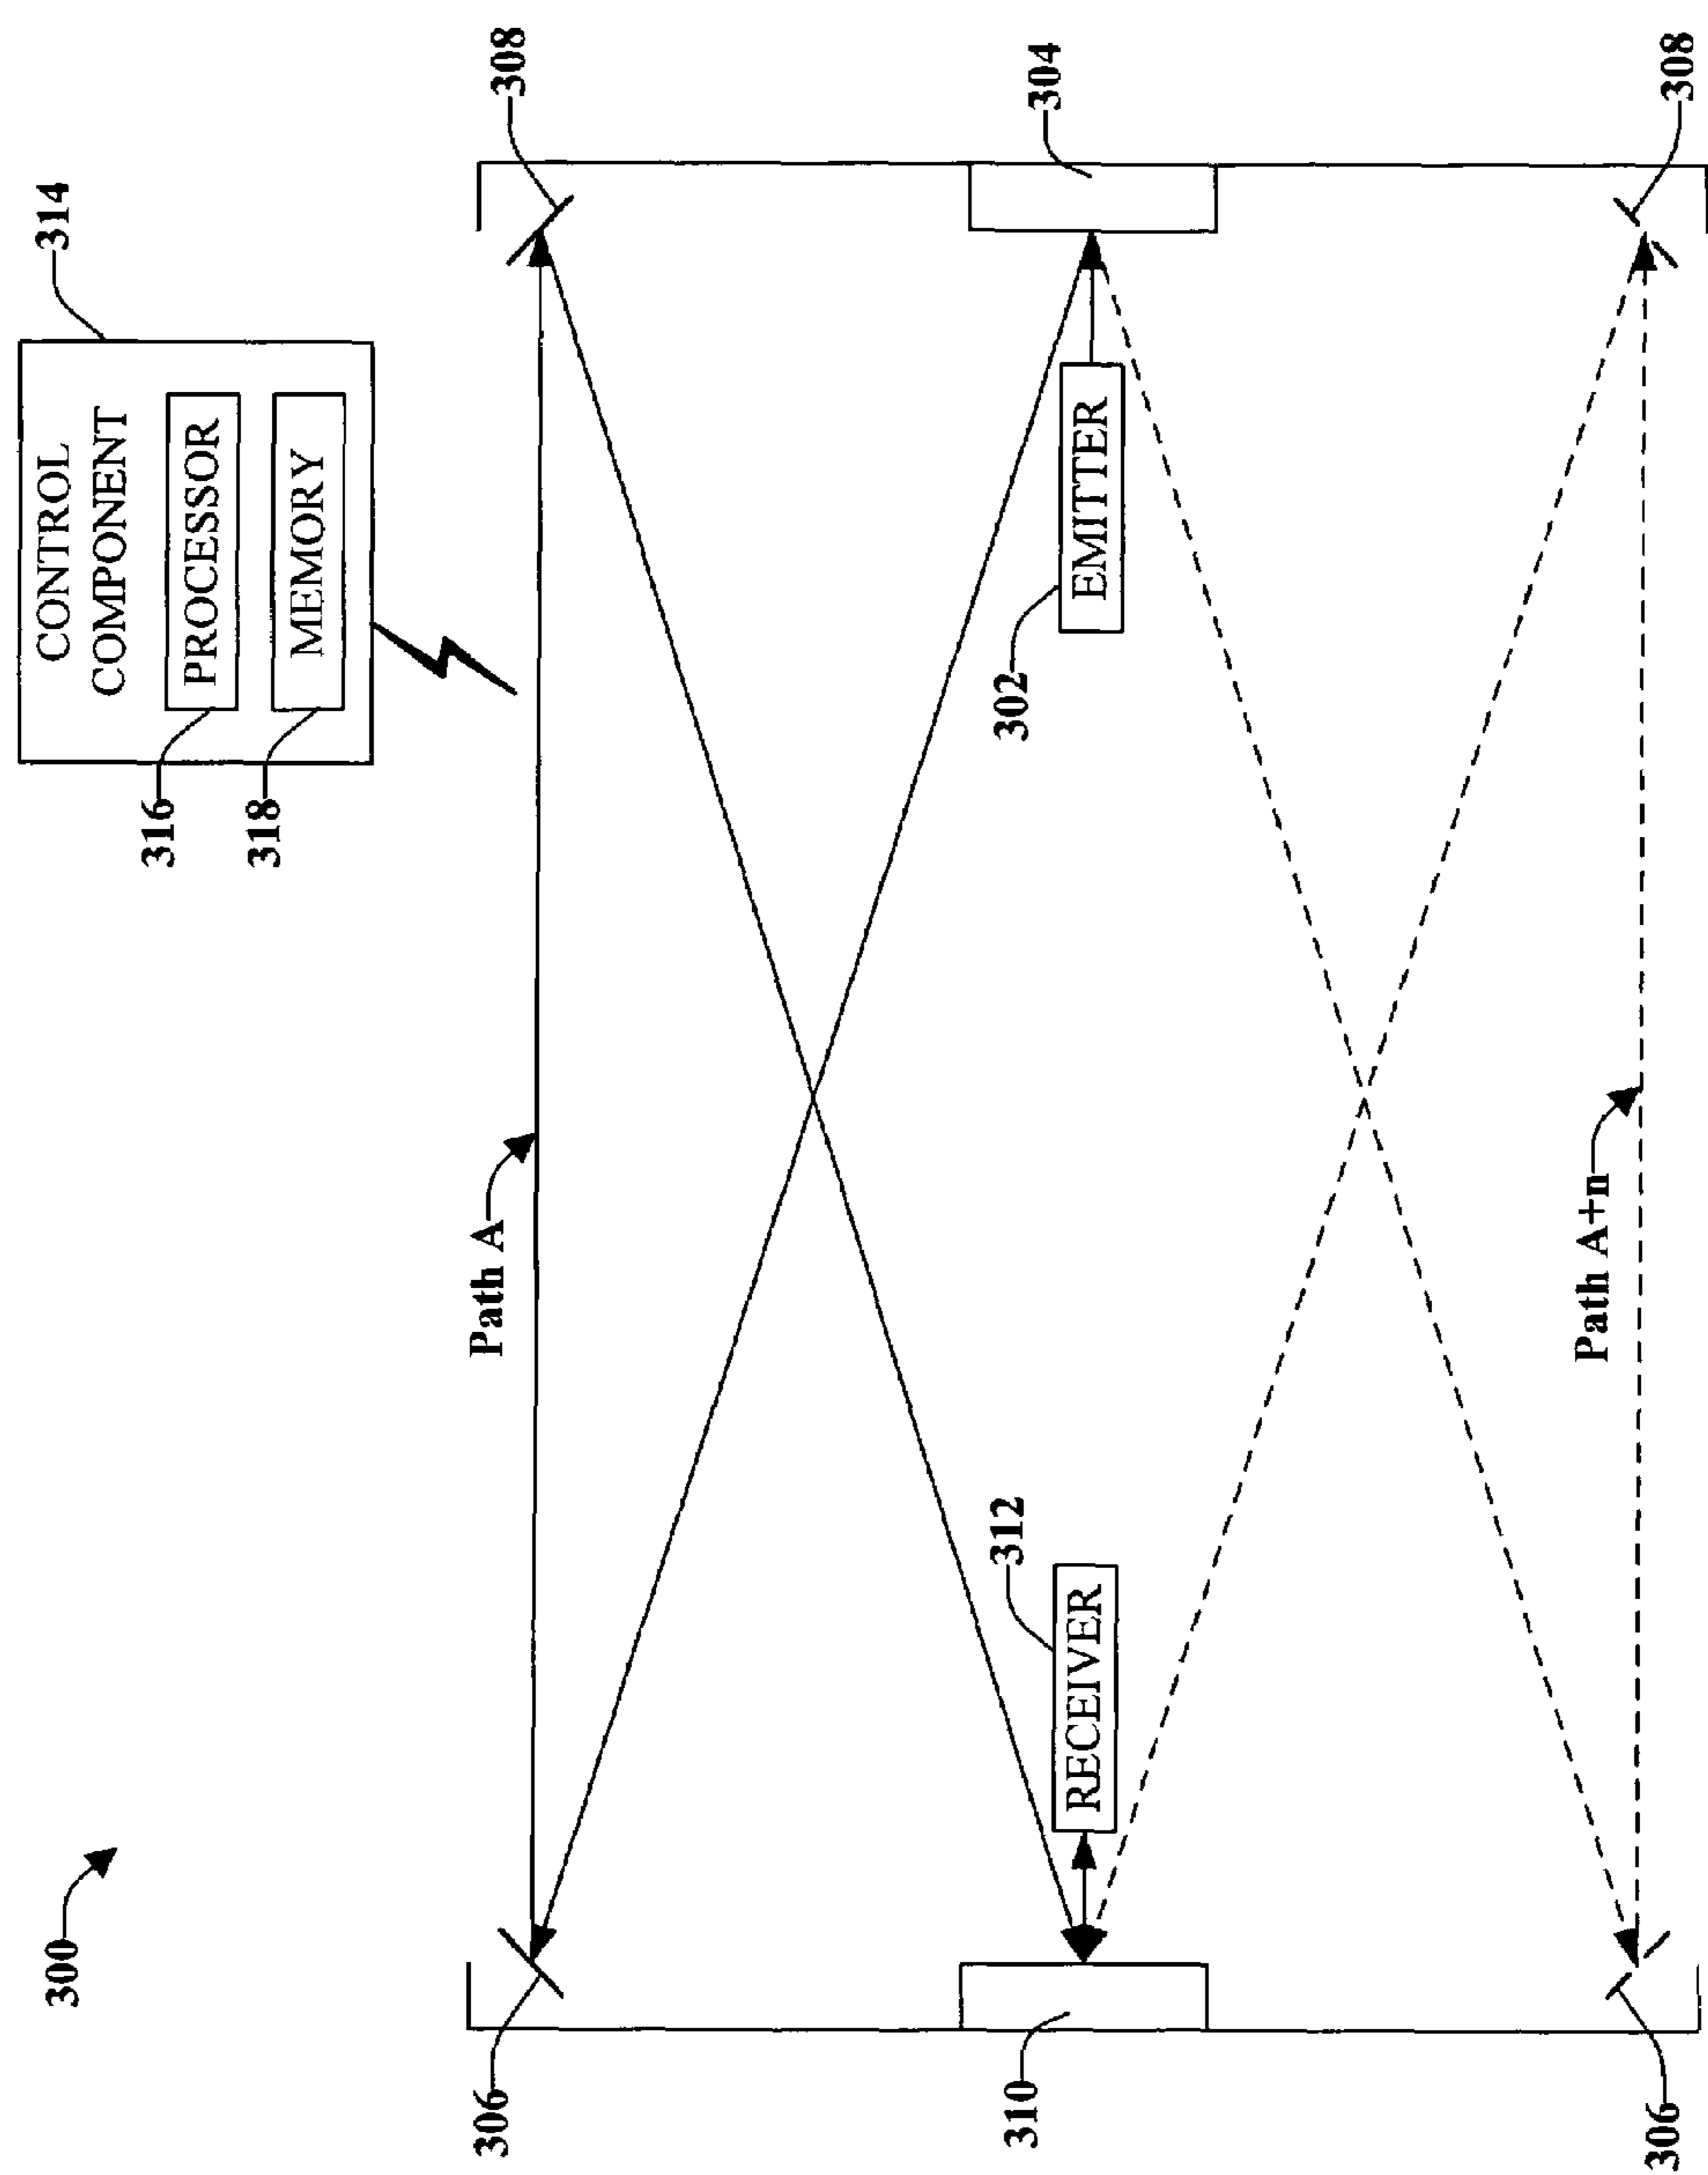 300
314
CONTROL
COMPONENT
316
PROCESSOR
318
MEMORY
306
Path A
308
310
312
302
304
RECEIVER
EMITTER
Path A+n
306
308